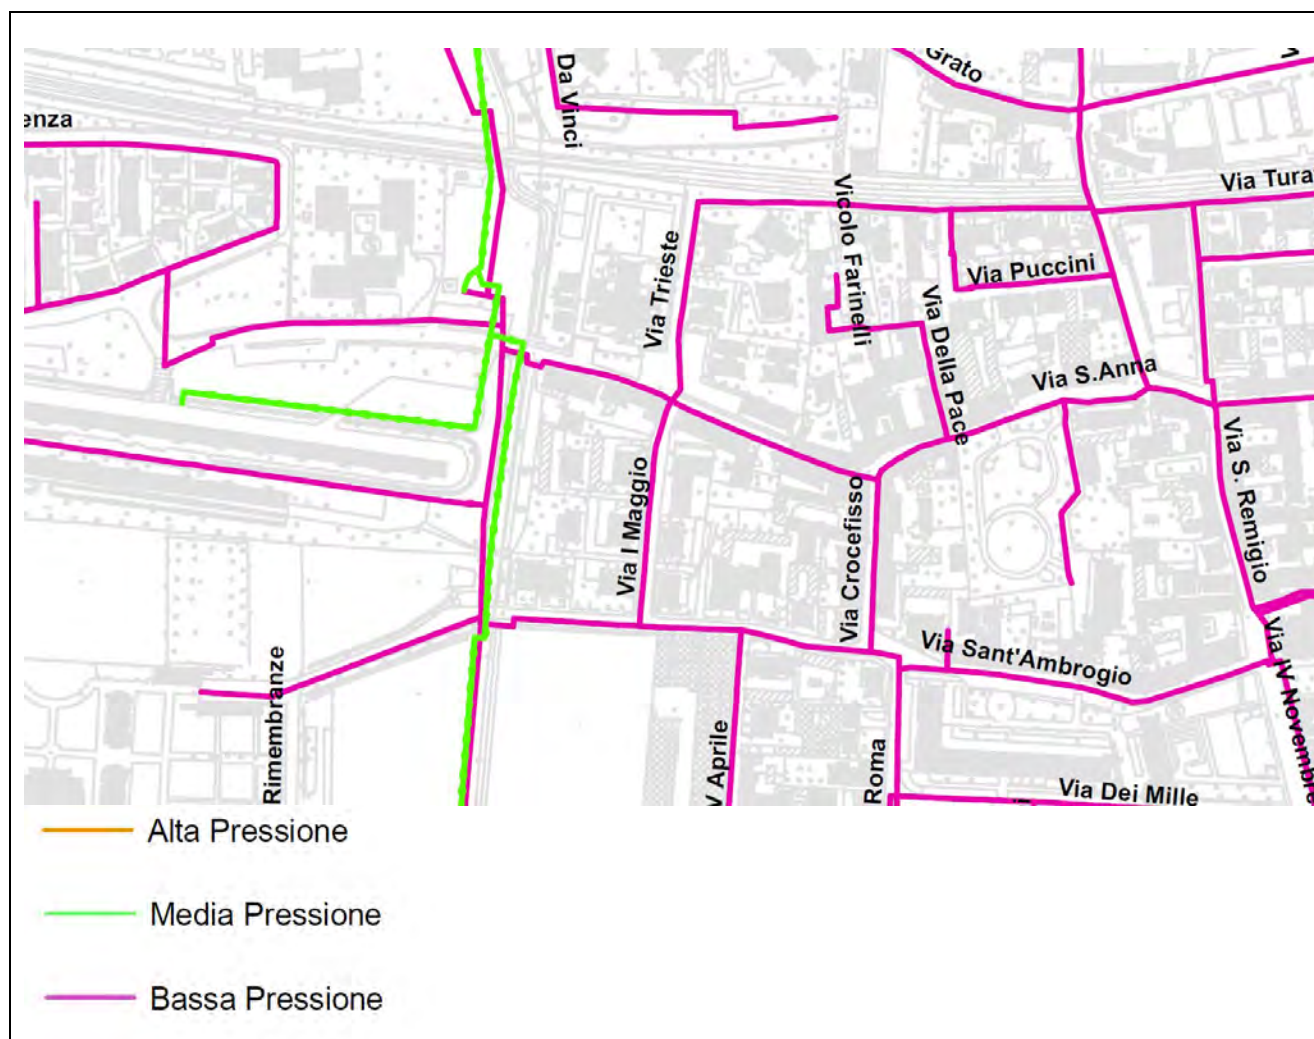 Grato
Da Vinci
enza
Via Tura
Vicolo Farinelli
Via Trieste
Via Puccini
Via Della Pace
Via S.Anna
Via S. Remigio
Via I Maggio
Via Crocefisso
Via Sant'Ambrogio
Via IV Novembre
Rimembranze
V Aprile
Roma
Via Dei Mille
Alta Pressione
Media Pressione
Bassa Pressione